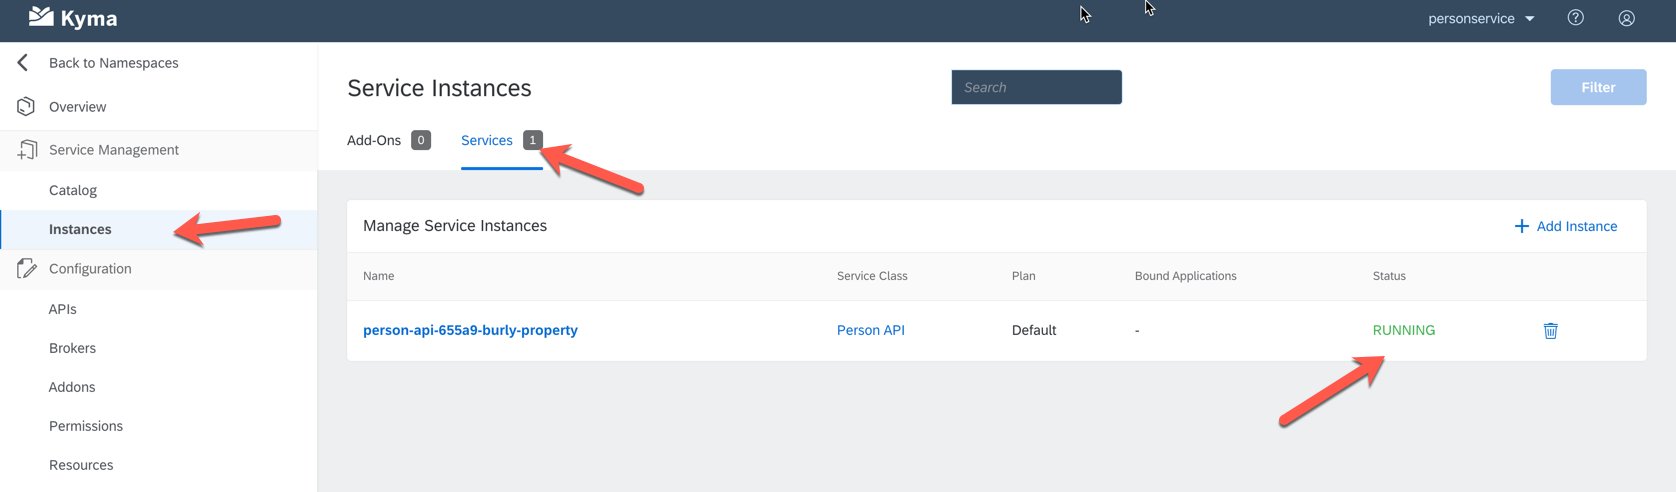 Kyma
personservice
Back to Namespaces
Overview
Service Management
Catalog
Instances
Configuration
APIs
Brokers
Addons
Permissions
Resources
Service Instances
Search
Filter
Add-Ons 0 Services 1
Manage Service Instances
Add Instance
Name Service Class Plan Bound Applications Status
person-api-655a9-burly-property Person API Default - RUNNING